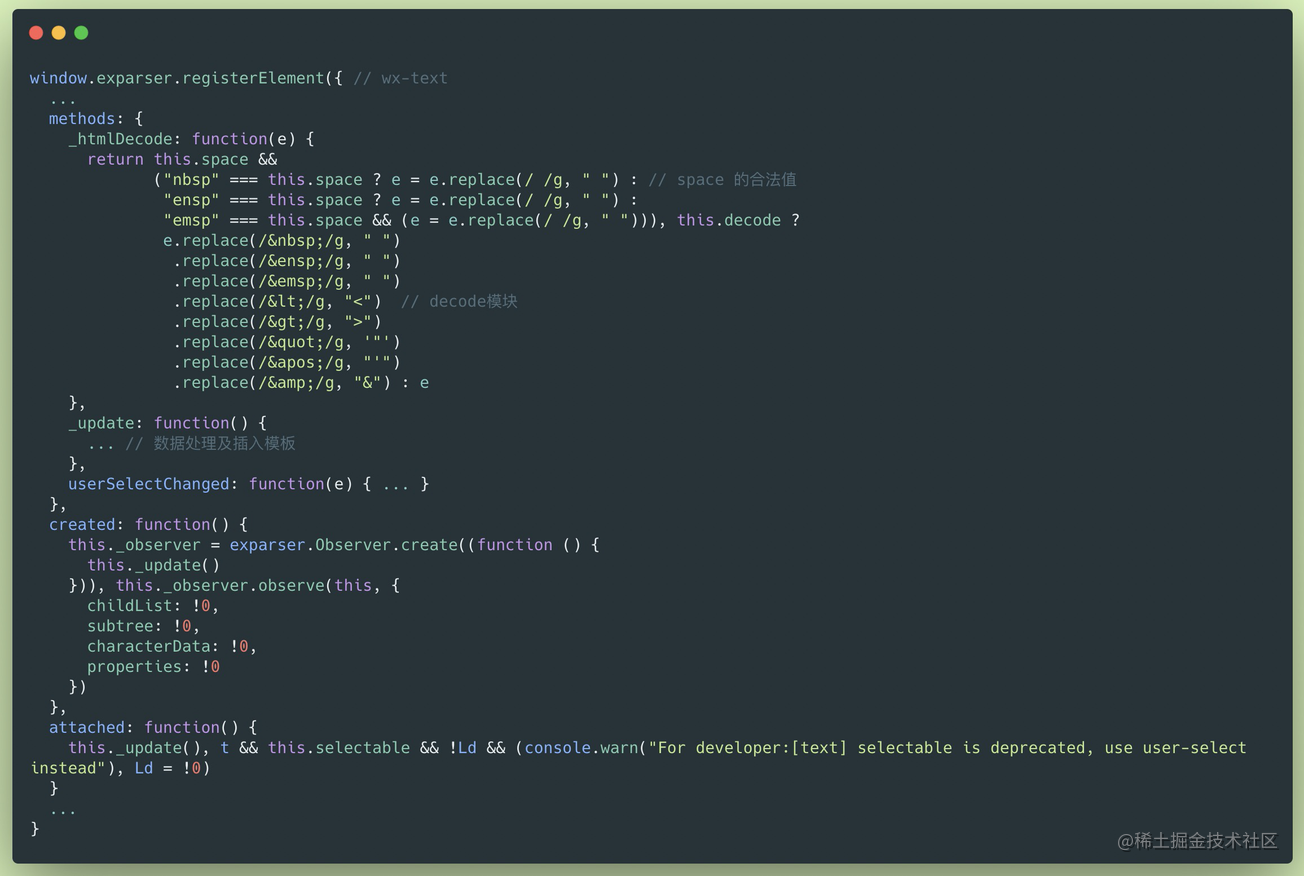 window.exparser.registerElement({ // wx-text
  ...
  methods: {
    _htmlDecode: function(e) {
      return this.space &&
             ("nbsp" === this.space ? e = e.replace(/ /g, " ") : // space 的合法值
              "ensp" === this.space ? e = e.replace(/ /g, " ") :
              "emsp" === this.space && (e = e.replace(/ /g, " "))), this.decode ?
              e.replace(/&nbsp;/g, " ")
               .replace(/&ensp;/g, " ")
               .replace(/&emsp;/g, " ")
               .replace(/&lt;/g, "<")  // decode模块
               .replace(/&gt;/g, ">")
               .replace(/&quot;/g, '"')
               .replace(/&apos;/g, "'")
               .replace(/&amp;/g, "&") : e
    },
    _update: function() {
      ... // 数据处理及插入模板
    },
    userSelectChanged: function(e) { ... }
  },
  created: function() {
    this._observer = exparser.Observer.create((function () {
      this._update()
    })), this._observer.observe(this, {
      childList: !0,
      subtree: !0,
      characterData: !0,
      properties: !0
    })
  },
  attached: function() {
    this._update(), t && this.selectable && !Ld && (console.warn("For developer:[text] selectable is deprecated, use user-select
instead"), Ld = !0)
  }
  ...
}
@稀土掘金技术社区